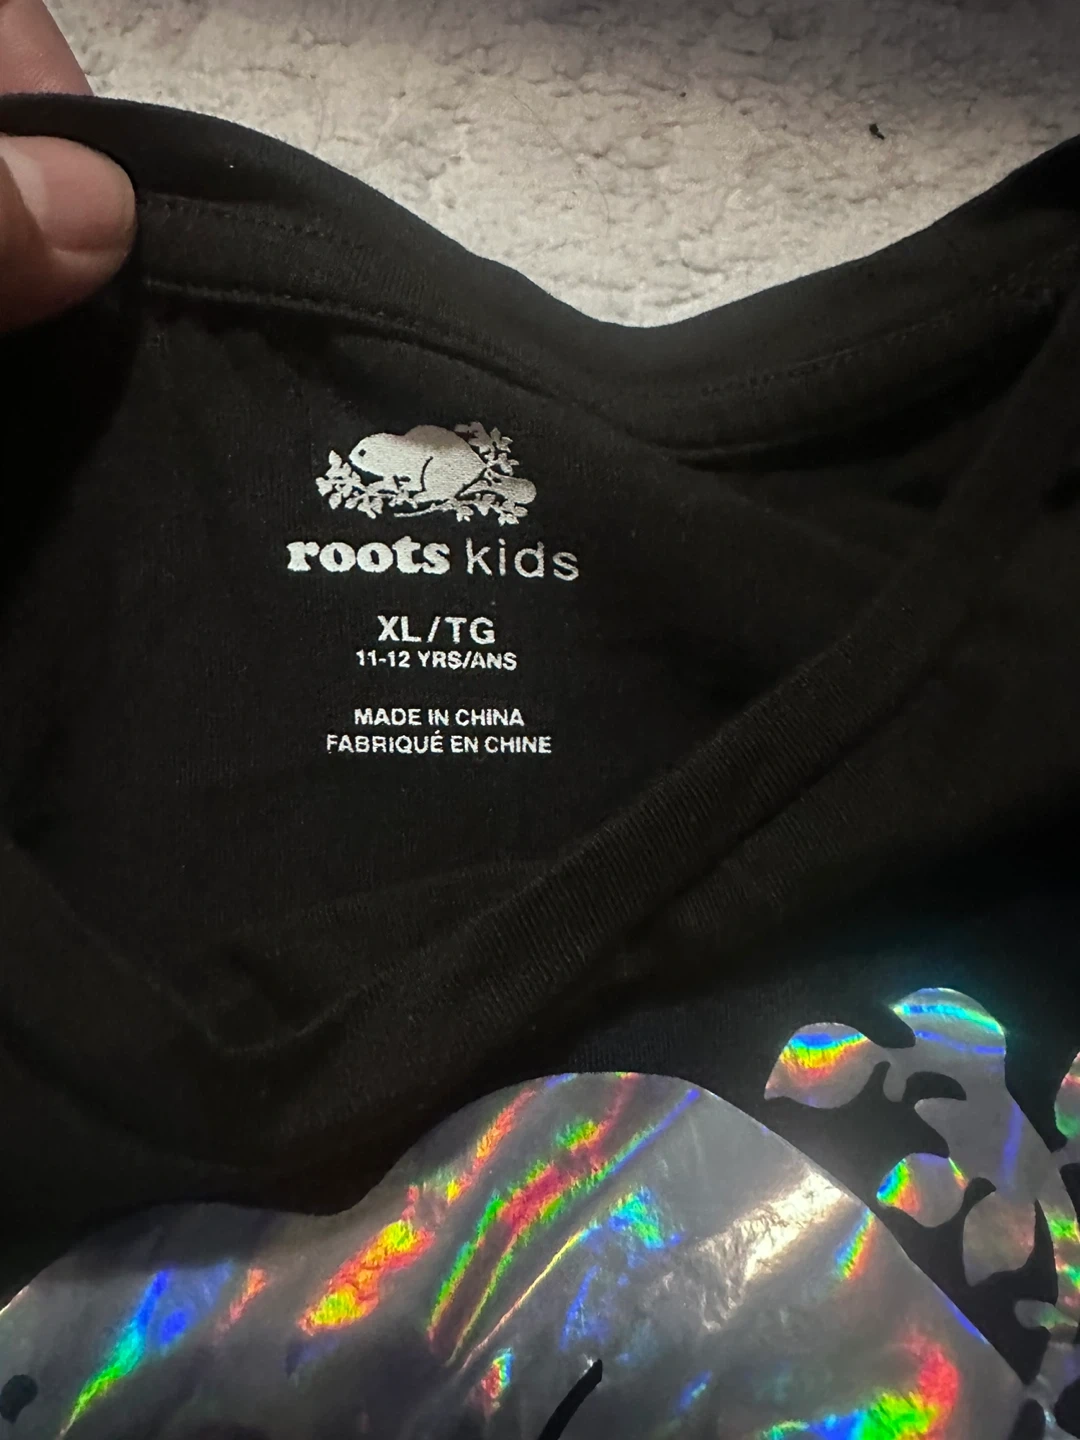 roots kids
XL/TG
11-12 YRS/ANS
MADE IN CHINA
FABRIQUÉ EN CHINE